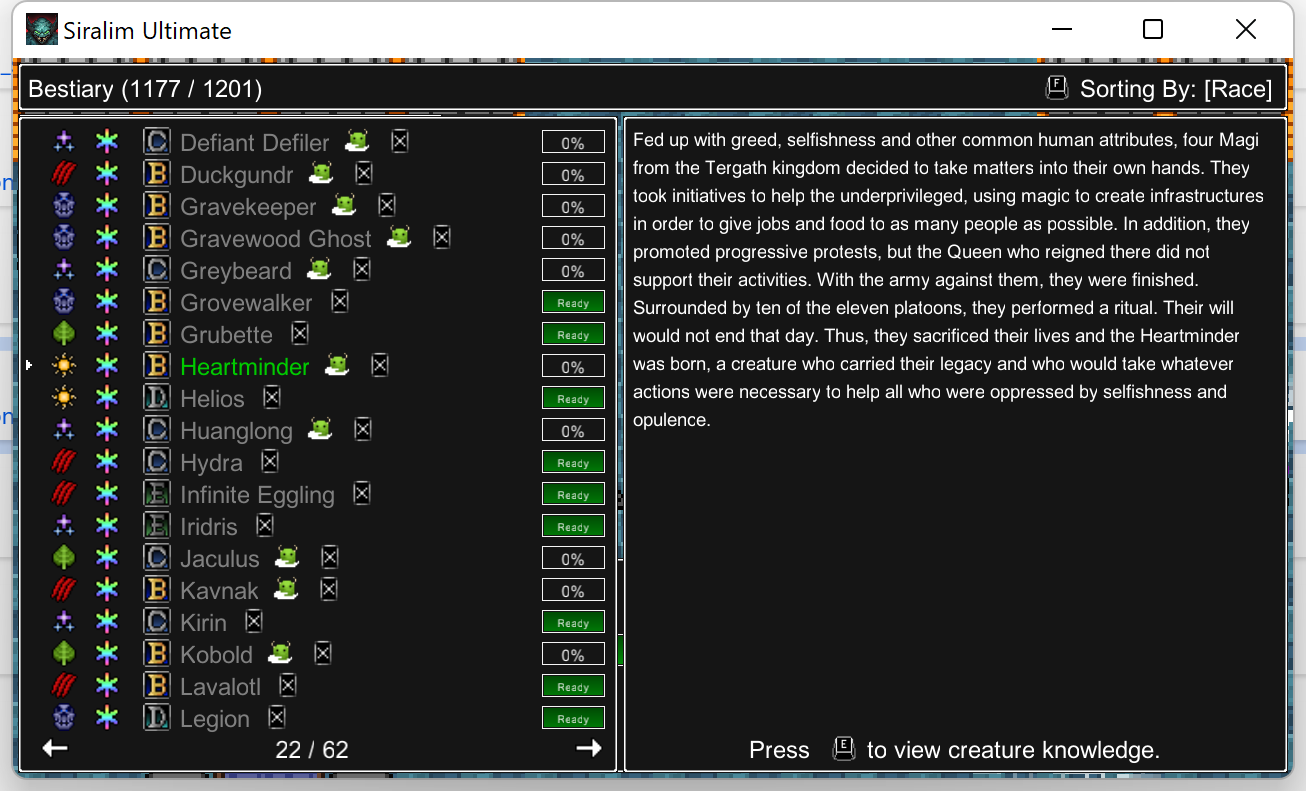 Siralim Ultimate
Bestiary (1177 / 1201)
F Sorting By: [Race]
C Defiant Defiler 0%
B Duckgundr 0%
B Gravekeeper 0%
B Gravewood Ghost 0%
C Greybeard 0%
B Grovewalker Ready
B Grubette Ready
B Heartminder 0%
D Helios Ready
C Huanglong 0%
C Hydra Ready
E Infinite Eggling Ready
E Iridris Ready
C Jaculus 0%
B Kavnak 0%
C Kirin Ready
B Kobold 0%
B Lavalotl Ready
D Legion Ready
22 / 62
Fed up with greed, selfishness and other common human attributes, four Magi
from the Tergath kingdom decided to take matters into their own hands. They
took initiatives to help the underprivileged, using magic to create infrastructures
in order to give jobs and food to as many people as possible. In addition, they
promoted progressive protests, but the Queen who reigned there did not
support their activities. With the army against them, they were finished.
Surrounded by ten of the eleven platoons, they performed a ritual. Their will
would not end that day. Thus, they sacrificed their lives and the Heartminder
was born, a creature who carried their legacy and who would take whatever
actions were necessary to help all who were oppressed by selfishness and
opulence.
Press E to view creature knowledge.